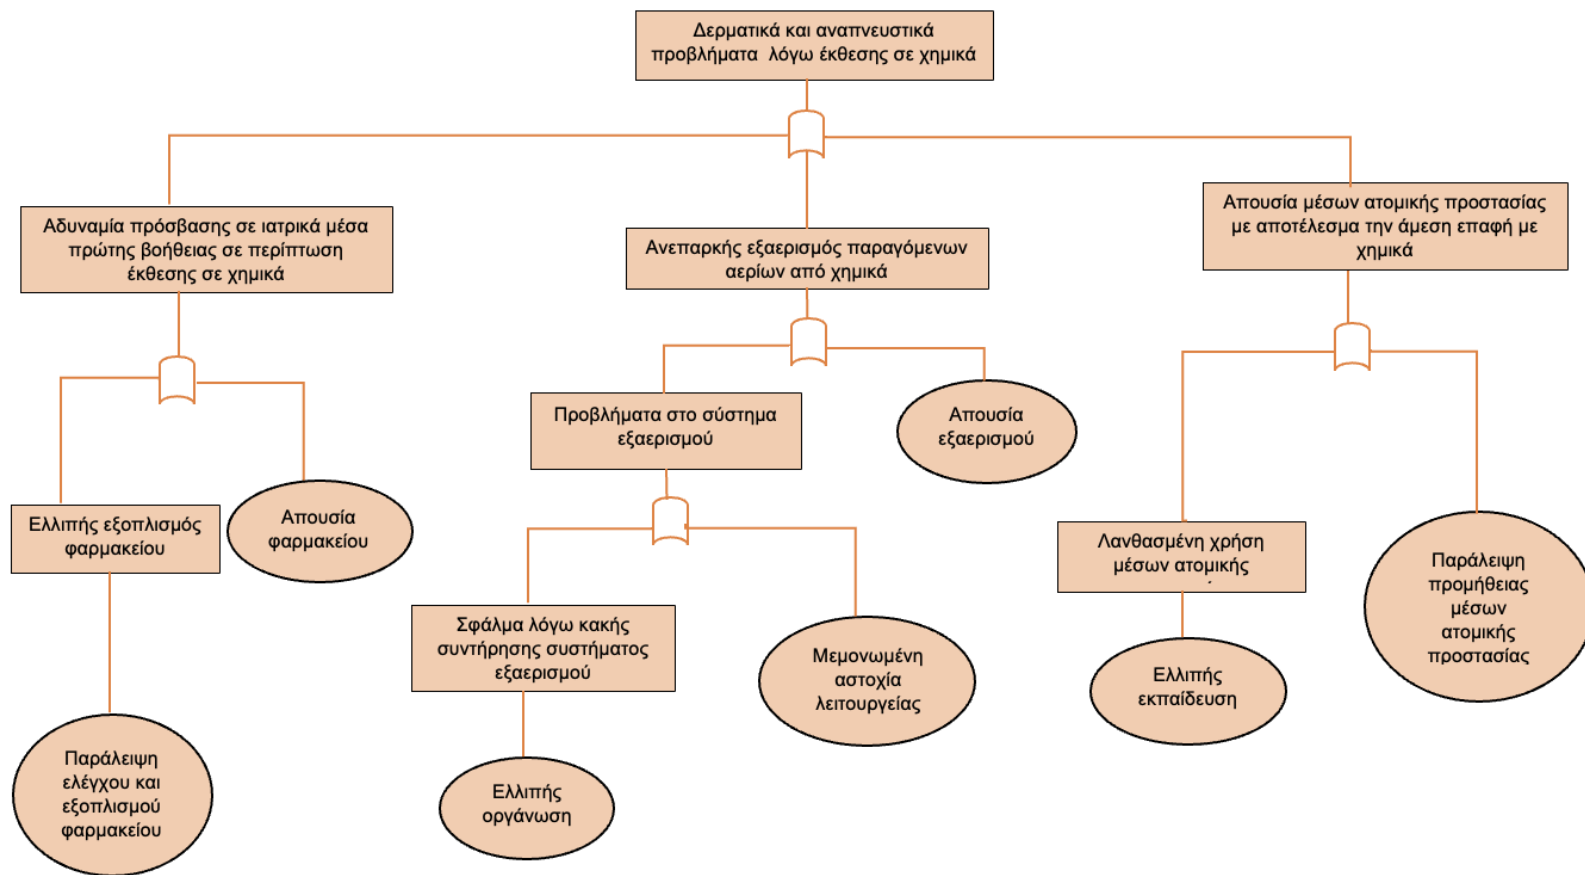 Δερματικά και αναπνευστικά
προβλήματα λόγω έκθεσης σε χημικά
Αδυναμία πρόσβασης σε ιατρικά μέσα
πρώτης βοήθειας σε περίπτωση
έκθεσης σε χημικά
Ανεπαρκής εξαερισμός παραγόμενων
αερίων από χημικά
Απουσία μέσων ατομικής προστασίας
με αποτέλεσμα την άμεση επαφή με
χημικά
Προβλήματα στο σύστημα
εξαερισμού
Απουσία
εξαερισμού
Ελλιπής εξοπλισμός
φαρμακείου
Απουσία
φαρμακείου
Λανθασμένη χρήση
μέσων ατομικής
Παράλειψη
προμήθειας
μέσων
ατομικής
προστασίας
Σφάλμα λόγω κακής
συντήρησης συστήματος
εξαερισμού
Μεμονωμένη
αστοχία
λειτουργείας
Ελλιπής
εκπαίδευση
Παράλειψη
ελέγχου και
εξοπλισμού
φαρμακείου
Ελλιπής
οργάνωση